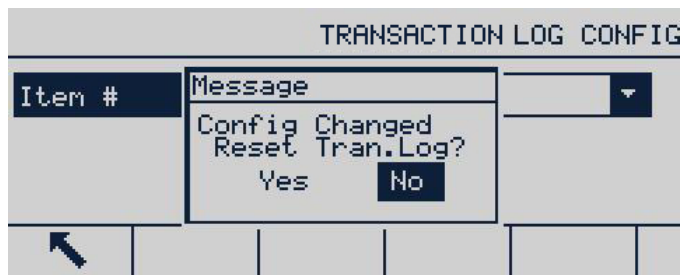 TRANSACTION LOG CONFIG
Item #
Message
Config Changed
Reset Tran.Log?
Yes No